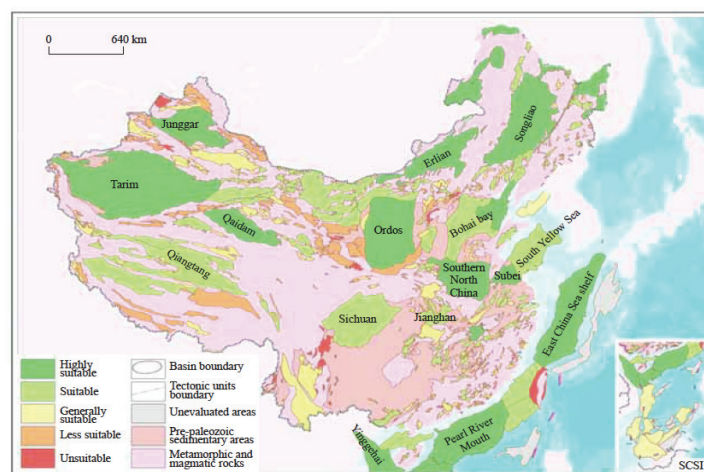 0
640 km
Junggar
Songliao
Erlian
Tarim
Qaidam
Ordos
Bohai bay
South Yellow Sea
Qiangtang
Southern
North
China
Subei
East China Sea shelf
Sichuan
Jianghan
Pearl River
Mouth
Yinggehai
Highly
suitable
Suitable
Generally
suitable
Less suitable
Unsuitable
Basin boundary
Tectonic units
boundary
Unevaluated areas
Pre-paleozoic
sedimentary areas
Metamorphic and
magmatic rocks
SCSI